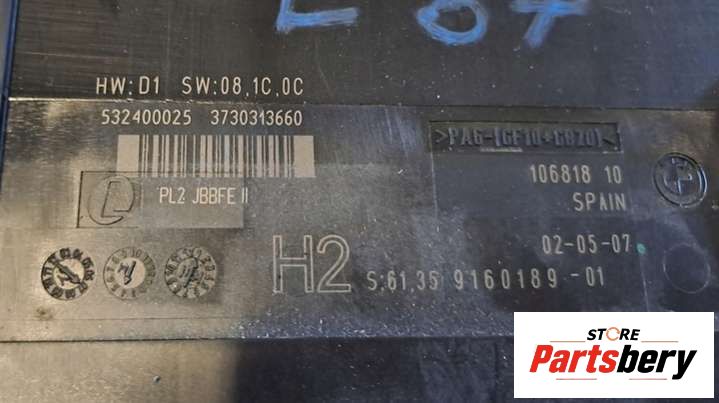 L 07
HW:D1 SW:08,1C,0C
532400025 3730313660
>PA6-(GF10+GB20)<
106818 10
SPAIN
PL2 JBBFE II
02-05-07
H2 S:61.35 9160189-01
STORE
Partsbery